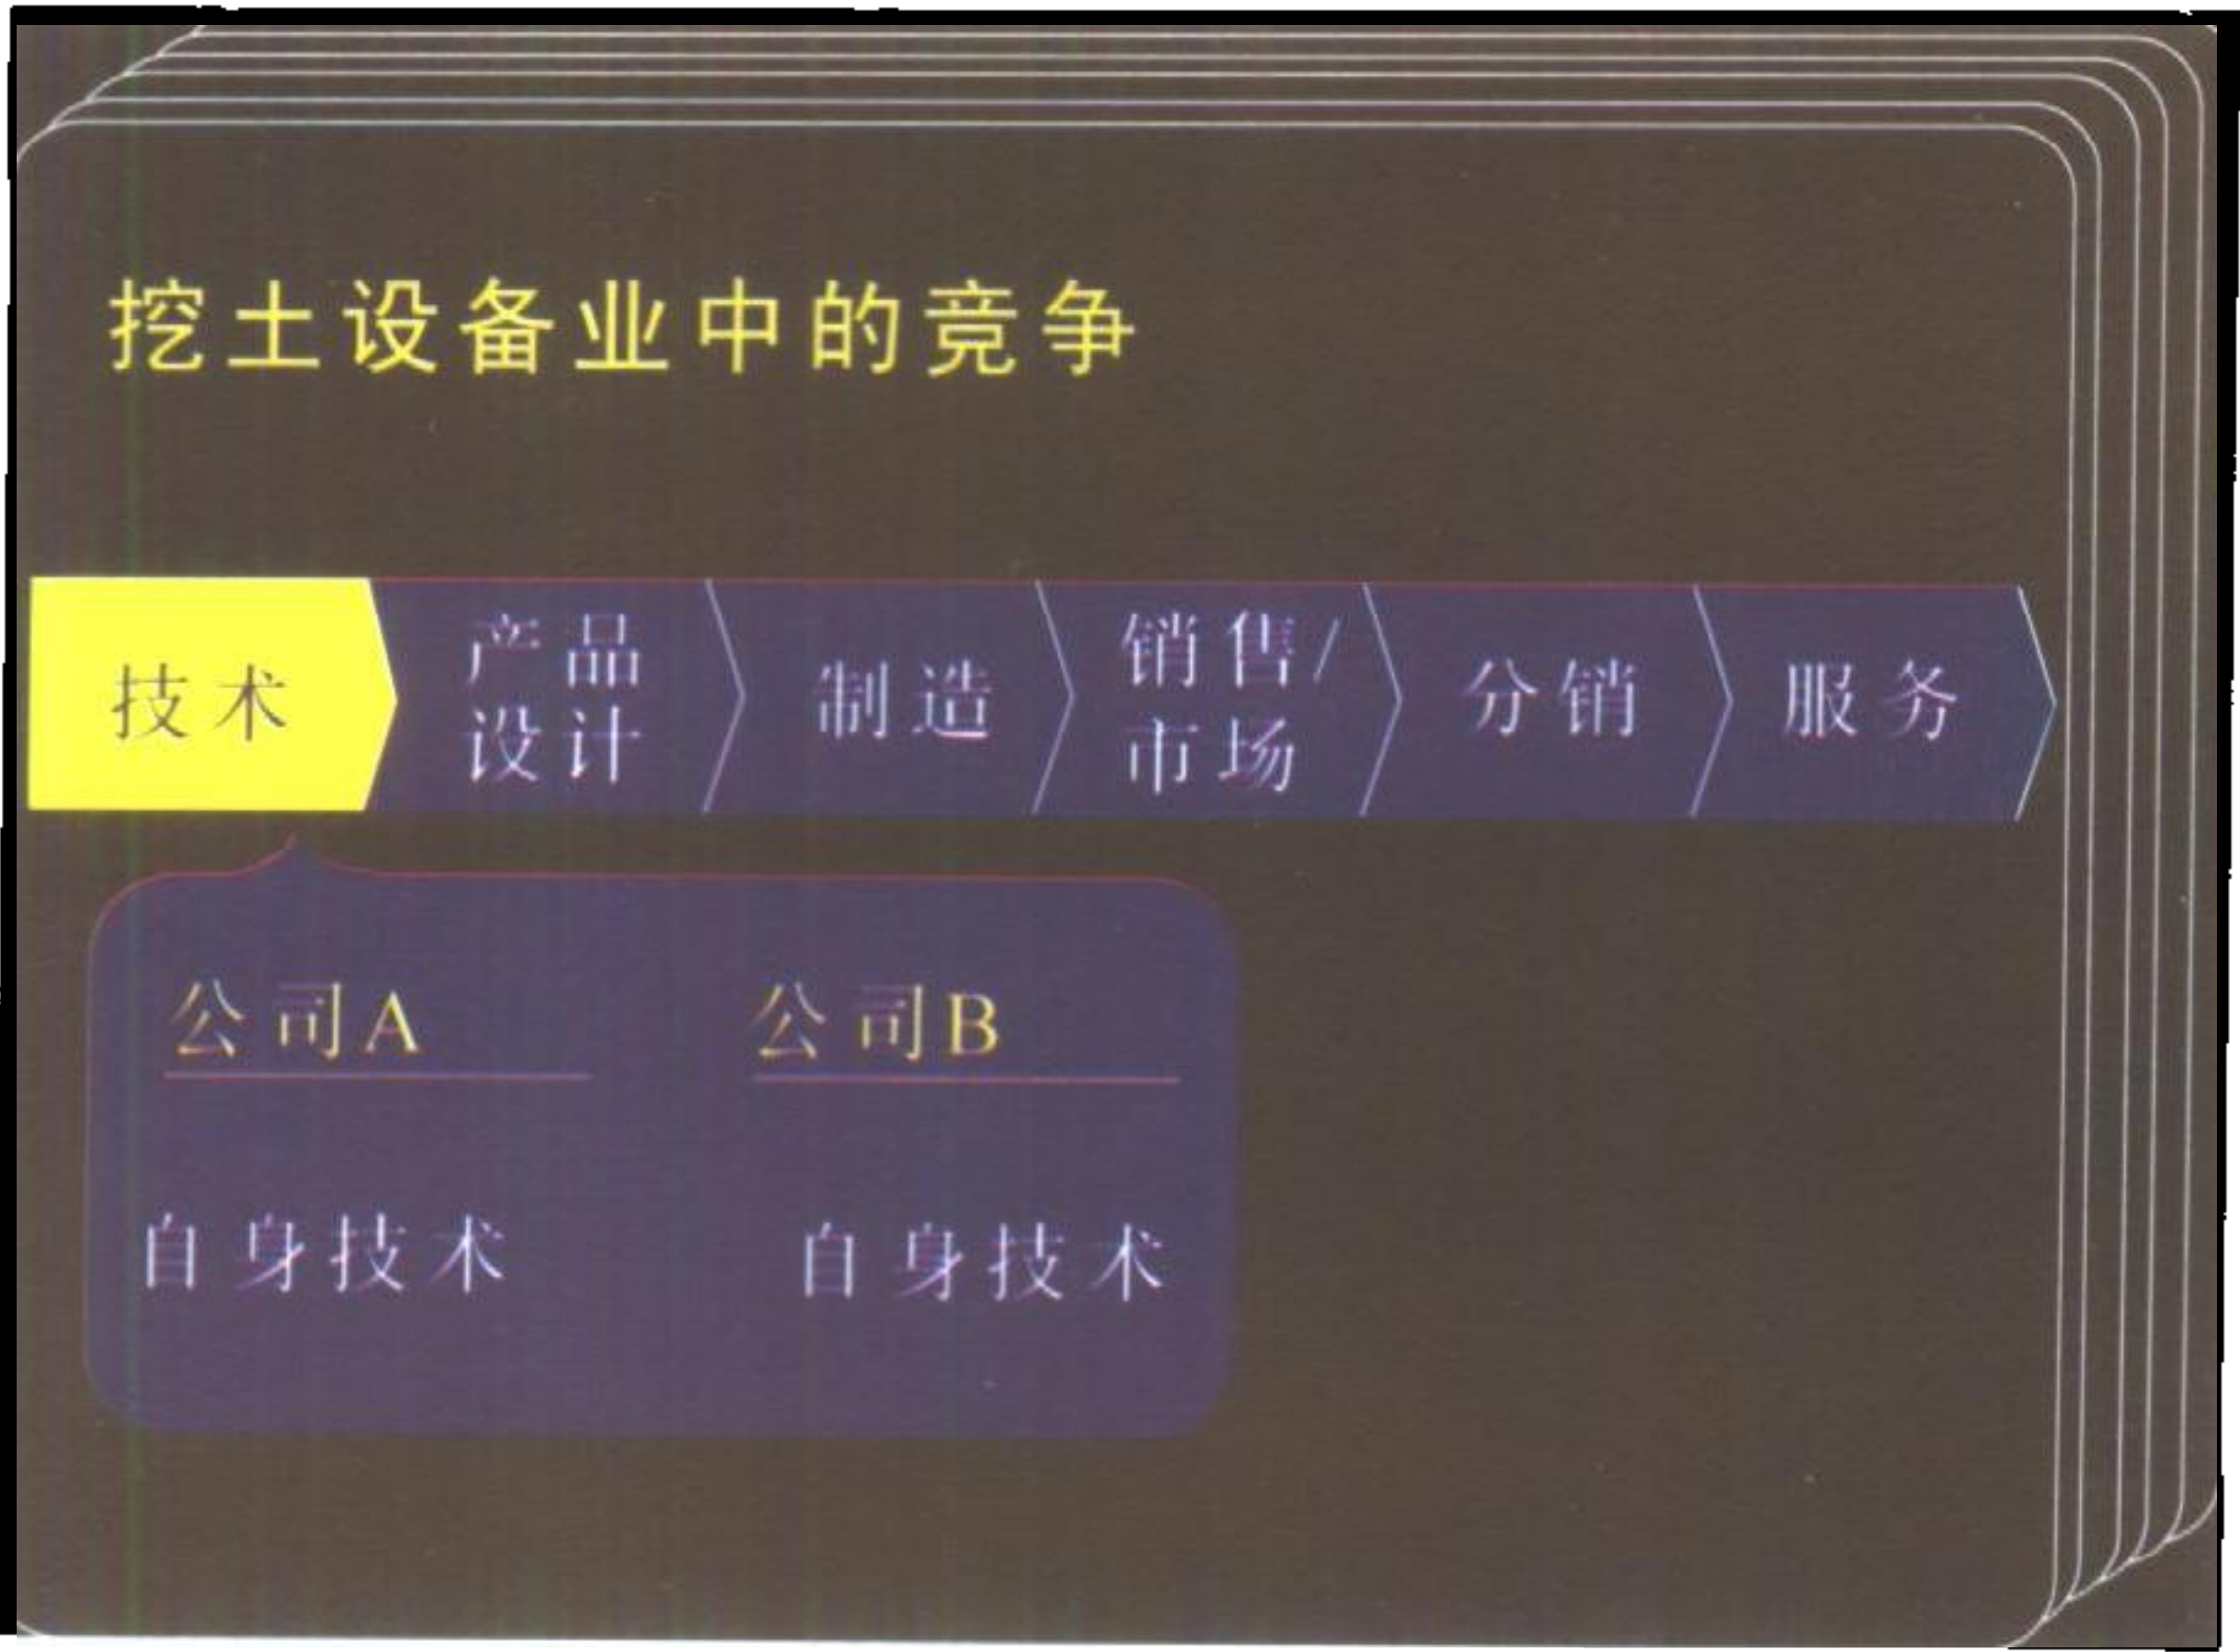 挖土设备业中的竞争
技术
产品
设计
制造
销售/
市场
分销
服务
公司A
公司B
自身技术
自身技术